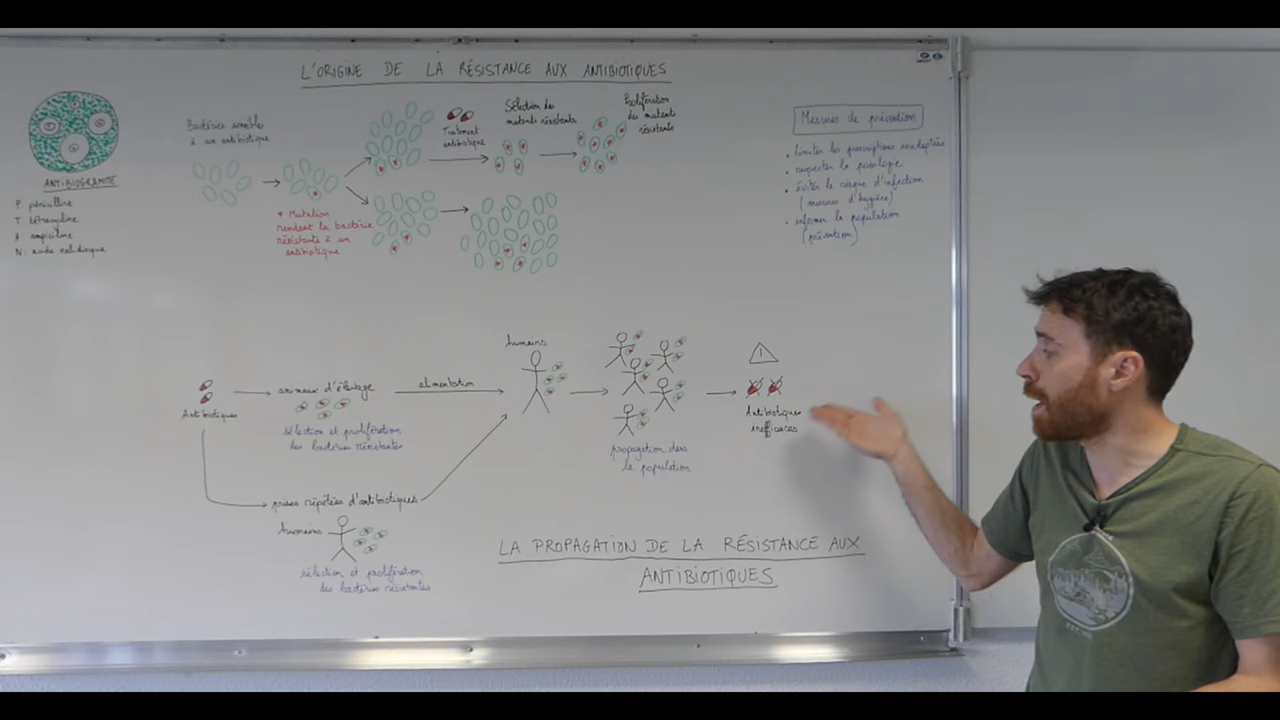 L'ORIGINE DE LA RÉSISTANCE AUX ANTIBIOTIQUES
ANTIBIOGRAMME
P pénicilline
T tétracycline
A ampicilline
N: acide nalidixique
Bactéries sensibles
à un antibiotique
* Mutation
rendant la bactérie
résistante à un
antibiotique
Traitement
antibiotique
Sélection des
mutants résistants
Prolifération
des mutants
résistants
Mesures de prévention
• limiter les prescriptions inadaptées
• respecter la posologie
• éviter le risque d'infection
(mesures d'hygiène)
• informer la population
(prévention)
Antibiotiques
animaux d'élevage
sélection et prolifération
des bactéries résistantes
alimentation
humains
propagation dans
la population
Antibiotiques
inefficaces
prises répétées d'antibiotiques
humains
sélection et prolifération
des bactéries résistantes
LA PROPAGATION DE LA RÉSISTANCE AUX
ANTIBIOTIQUES